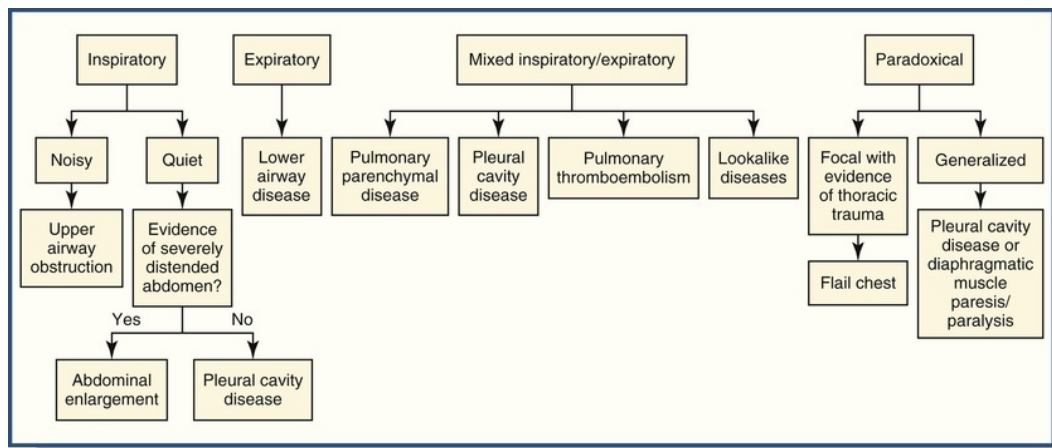 Inspiratory
Expiratory
Mixed inspiratory/expiratory
Paradoxical
Noisy
Quiet
Lower
airway
disease
Pulmonary
parenchymal
disease
Pleural
cavity
disease
Pulmonary
thromboembolism
Lookalike
diseases
Focal with
evidence
of thoracic
trauma
Generalized
Upper
airway
obstruction
Evidence
of severely
distended
abdomen?
Flail chest
Pleural cavity
disease or
diaphragmatic
muscle
paresis/
paralysis
Yes
No
Abdominal
enlargement
Pleural cavity
disease